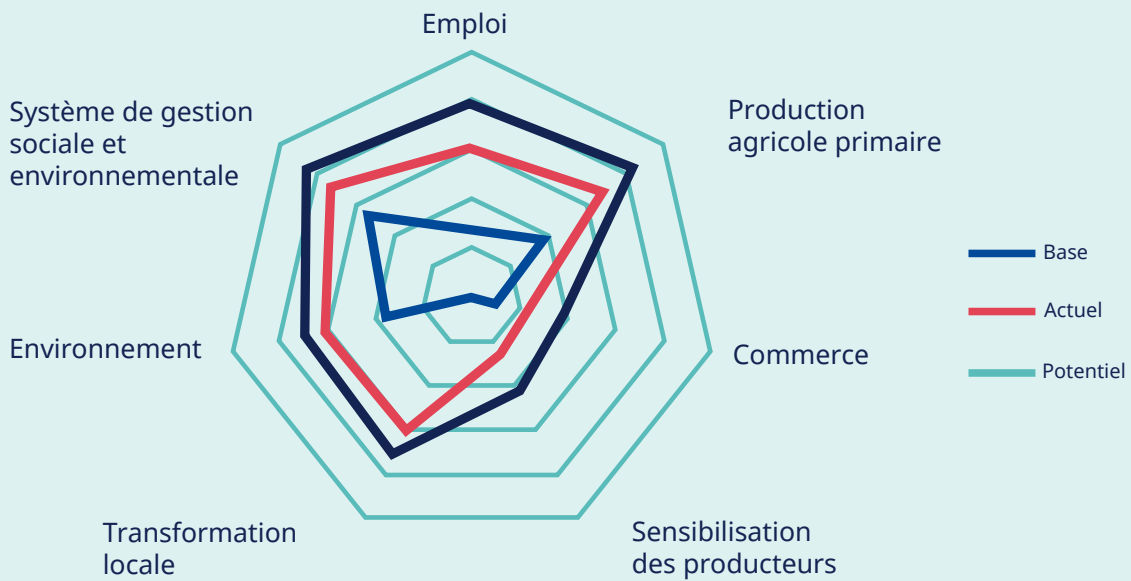 Emploi
Système de gestion
sociale et
environnementale
Production
agricole primaire
Base
Actuel
Potentiel
Environnement
Commerce
Transformation
locale
Sensibilisation
des producteurs